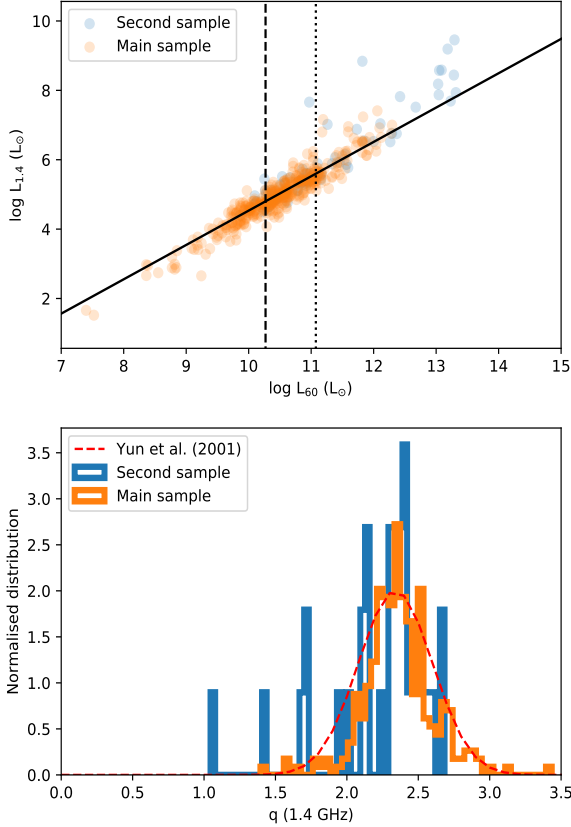 10
8
6
4
2
log L₁.₄ (L☉)
Second sample
Main sample
7 8 9 10 11 12 13 14 15
log L₆₀ (L☉)
3.5
3.0
2.5
2.0
1.5
1.0
0.5
0.0
Normalised distribution
Yun et al. (2001)
Second sample
Main sample
0.0 0.5 1.0 1.5 2.0 2.5 3.0 3.5
q (1.4 GHz)